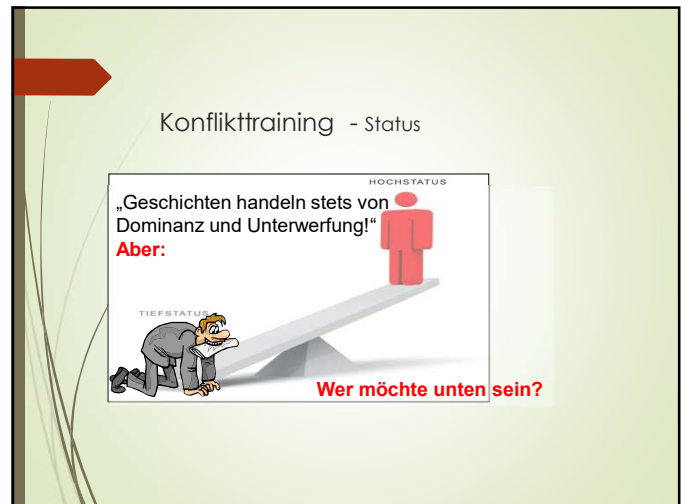 Konflikttraining - Status
HOCHSTATUS
„Geschichten handeln stets von
Dominanz und Unterwerfung!“
Aber:
TIEFSTATUS
Wer möchte unten sein?